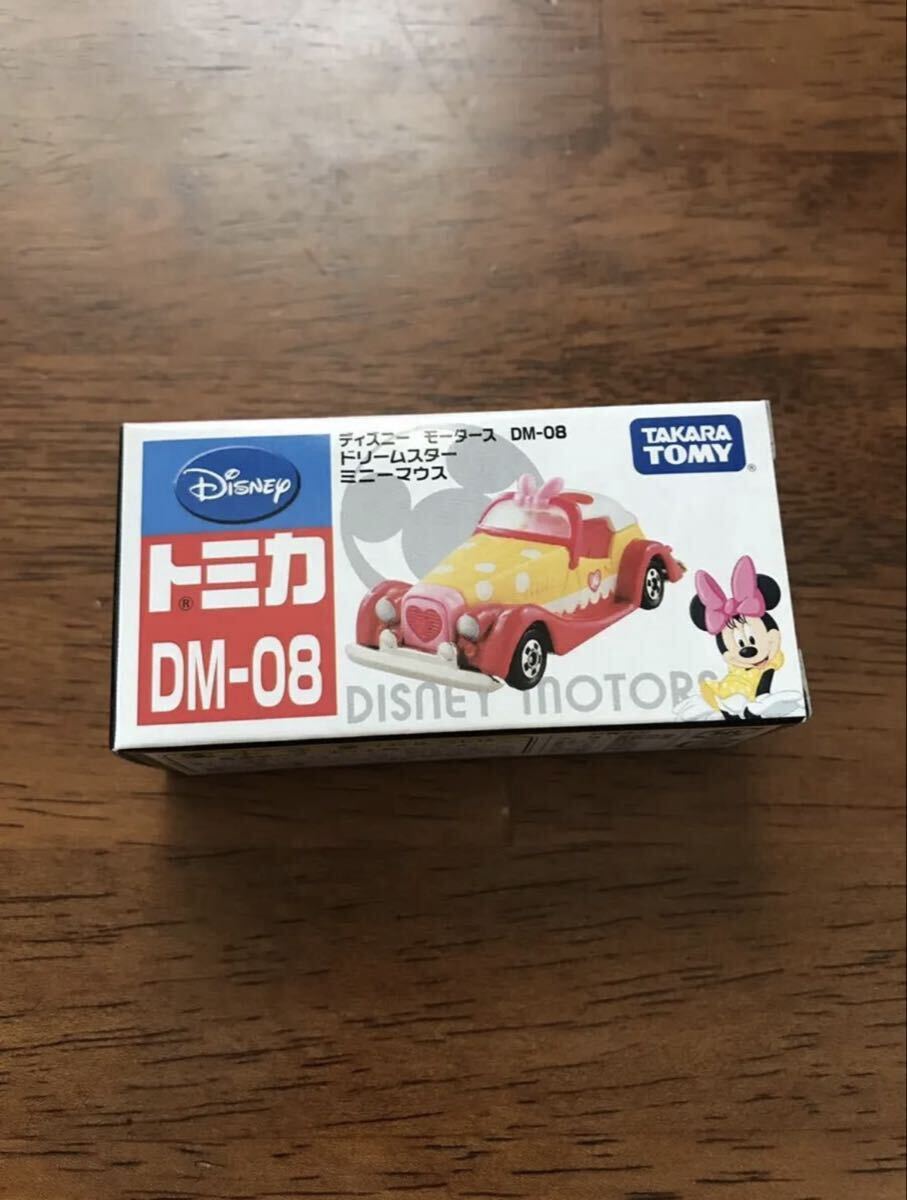 Disney
トミカ®
DM-08
ディズニー モータース DM-08
ドリームスター
ミニーマウス
TAKARA
TOMY®
DISNEY MOTORS